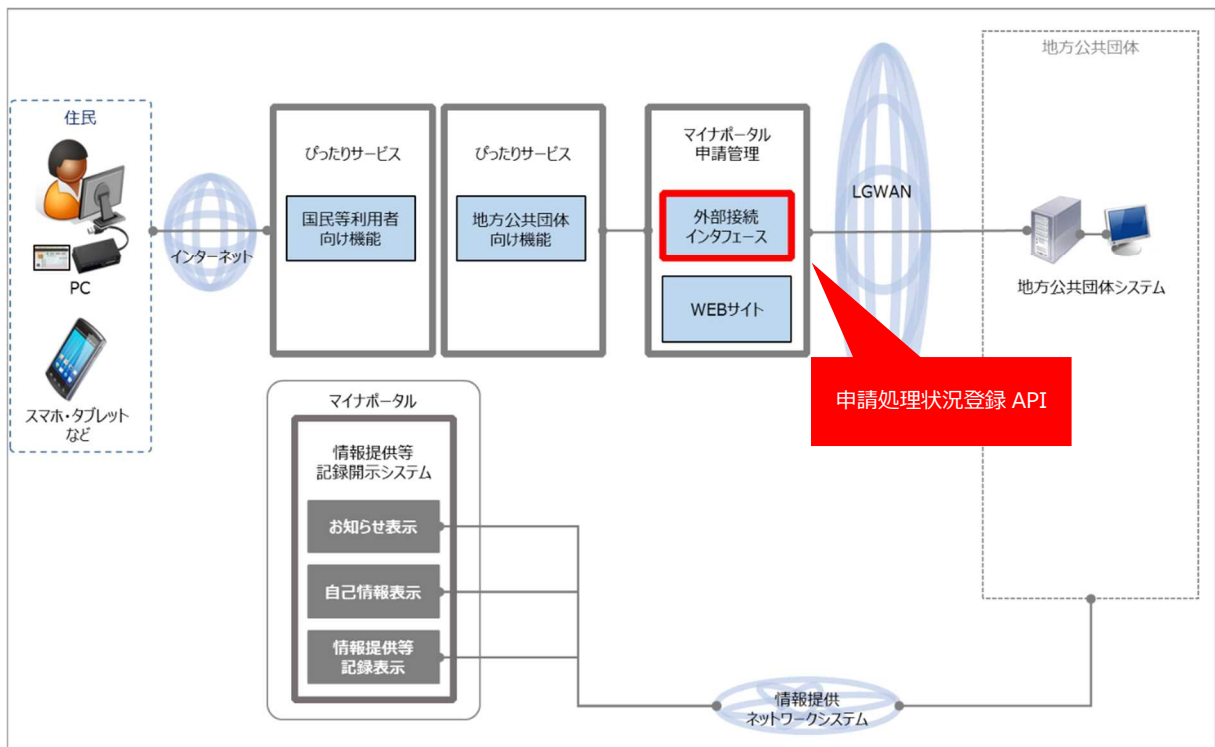 地方公共団体
住民
PC
スマホ・タブレット
など
インターネット
ぴったりサービス
国民等利用者
向け機能
ぴったりサービス
地方公共団体
向け機能
マイナポータル
申請管理
外部接続
インタフェース
WEBサイト
LGWAN
地方公共団体システム
申請処理状況登録 API
マイナポータル
情報提供等
記録開示システム
お知らせ表示
自己情報表示
情報提供等
記録表示
情報提供
ネットワークシステム